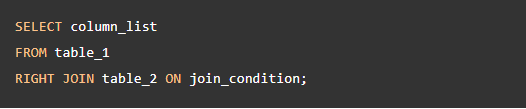 SELECT column_list
FROM table_1
RIGHT JOIN table_2 ON join_condition;